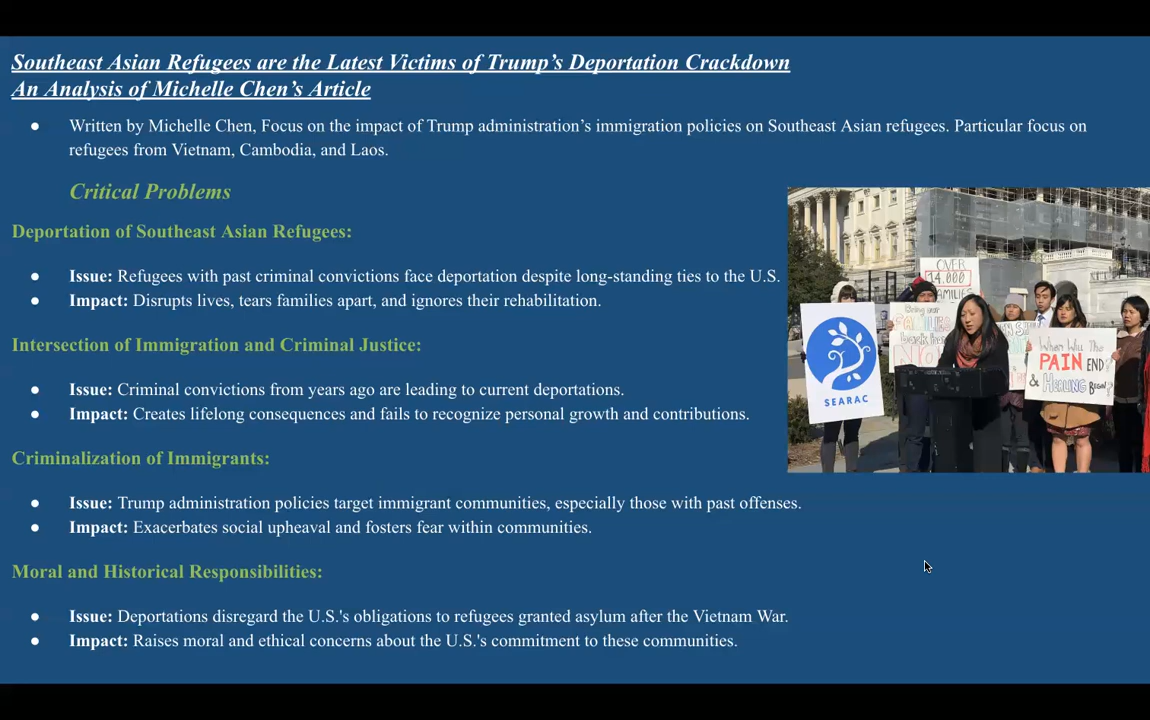 Southeast Asian Refugees are the Latest Victims of Trump’s Deportation Crackdown
An Analysis of Michelle Chen’s Article
● Written by Michelle Chen, Focus on the impact of Trump administration’s immigration policies on Southeast Asian refugees. Particular focus on
refugees from Vietnam, Cambodia, and Laos.
Critical Problems
Deportation of Southeast Asian Refugees:
● Issue: Refugees with past criminal convictions face deportation despite long-standing ties to the U.S.
● Impact: Disrupts lives, tears families apart, and ignores their rehabilitation.
Intersection of Immigration and Criminal Justice:
● Issue: Criminal convictions from years ago are leading to current deportations.
● Impact: Creates lifelong consequences and fails to recognize personal growth and contributions.
Criminalization of Immigrants:
● Issue: Trump administration policies target immigrant communities, especially those with past offenses.
● Impact: Exacerbates social upheaval and fosters fear within communities.
Moral and Historical Responsibilities:
● Issue: Deportations disregard the U.S.'s obligations to refugees granted asylum after the Vietnam War.
● Impact: Raises moral and ethical concerns about the U.S.'s commitment to these communities.
OVER
14,000
FAMILIES
SEARAC
FAMILIES
NO
When Will The
PAIN END
& HEALING Begin?